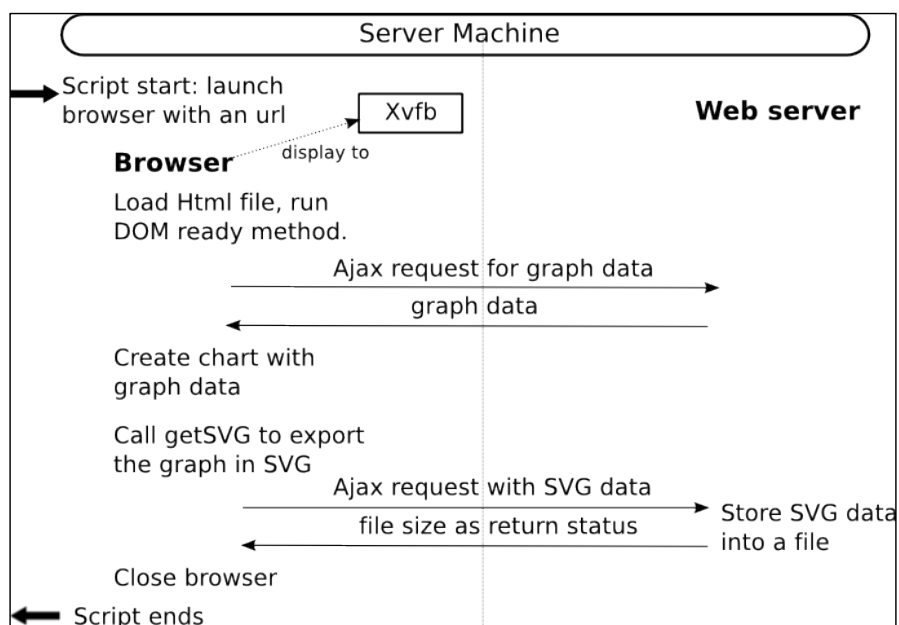 Server Machine
Script start: launch
browser with an url
Xvfb
Web server
display to
Browser
Load Html file, run
DOM ready method.
Ajax request for graph data
graph data
Create chart with
graph data
Call getSVG to export
the graph in SVG
Ajax request with SVG data
file size as return status
Store SVG data
into a file
Close browser
Script ends